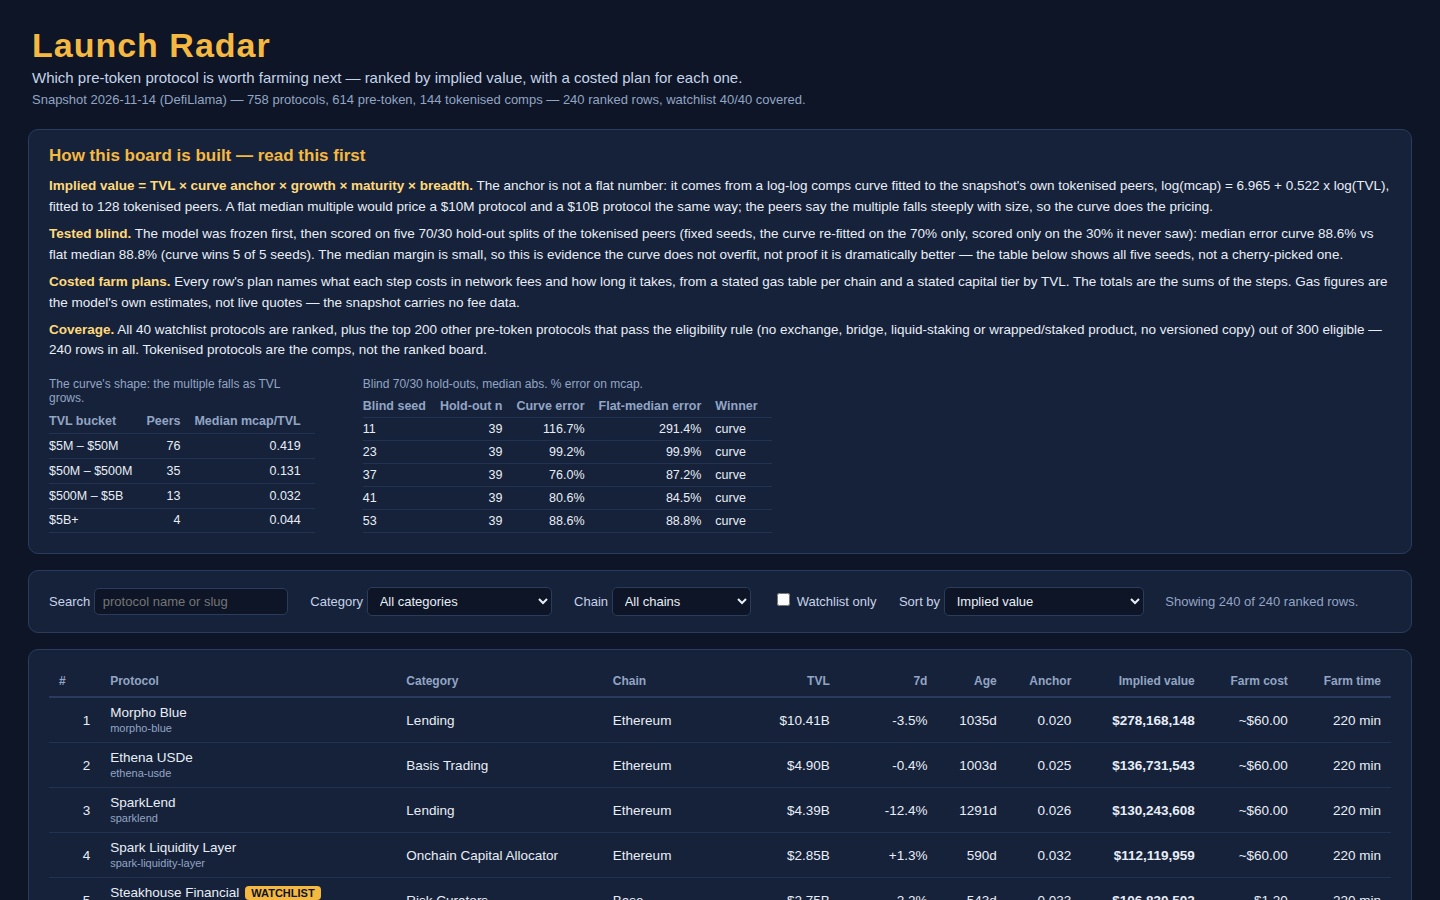 Launch Radar
Which pre-token protocol is worth farming next — ranked by implied value, with a costed plan for each one.
Snapshot 2026-11-14 (DefiLlama) — 758 protocols, 614 pre-token, 144 tokenised comps — 240 ranked rows, watchlist 40/40 covered.
How this board is built — read this first
Implied value = TVL × curve anchor × growth × maturity × breadth. The anchor is not a flat number: it comes from a log-log comps curve fitted to the snapshot's own tokenised peers, log(mcap) = 6.965 + 0.522 x log(TVL),
fitted to 128 tokenised peers. A flat median multiple would price a $10M protocol and a $10B protocol the same way; the peers say the multiple falls steeply with size, so the curve does the pricing.
Tested blind. The model was frozen first, then scored on five 70/30 hold-out splits of the tokenised peers (fixed seeds, the curve re-fitted on the 70% only, scored only on the 30% it never saw): median error curve 88.6% vs
flat median 88.8% (curve wins 5 of 5 seeds). The median margin is small, so this is evidence the curve does not overfit, not proof it is dramatically better — the table below shows all five seeds, not a cherry-picked one.
Costed farm plans. Every row's plan names what each step costs in network fees and how long it takes, from a stated gas table per chain and a stated capital tier by TVL. The totals are the sums of the steps. Gas figures are
the model's own estimates, not live quotes — the snapshot carries no fee data.
Coverage. All 40 watchlist protocols are ranked, plus the top 200 other pre-token protocols that pass the eligibility rule (no exchange, bridge, liquid-staking or wrapped/staked product, no versioned copy) out of 300 eligible —
240 rows in all. Tokenised protocols are the comps, not the ranked board.
The curve's shape: the multiple falls as TVL
grows.
TVL bucket Peers Median mcap/TVL
$5M – $50M 76 0.419
$50M – $500M 35 0.131
$500M – $5B 13 0.032
$5B+ 4 0.044
Blind 70/30 hold-outs, median abs. % error on mcap.
Blind seed Hold-out n Curve error Flat-median error Winner
11 39 116.7% 291.4% curve
23 39 99.2% 99.9% curve
37 39 76.0% 87.2% curve
41 39 80.6% 84.5% curve
53 39 88.6% 88.8% curve
Search protocol name or slug Category All categories Chain All chains Watchlist only Sort by Implied value Showing 240 of 240 ranked rows.
# Protocol Category Chain TVL 7d Age Anchor Implied value Farm cost Farm time
1 Morpho Blue Lending Ethereum $10.41B -3.5% 1035d 0.020 $278,168,148 ~$60.00 220 min
morpho-blue
2 Ethena USDe Basis Trading Ethereum $4.90B -0.4% 1003d 0.025 $136,731,543 ~$60.00 220 min
ethena-usde
3 SparkLend Lending Ethereum $4.39B -12.4% 1291d 0.026 $130,243,608 ~$60.00 220 min
sparklend
4 Spark Liquidity Layer Onchain Capital Allocator Ethereum $2.85B +1.3% 590d 0.032 $112,119,959 ~$60.00 220 min
spark-liquidity-layer
Steakhouse Financial WATCHLIST